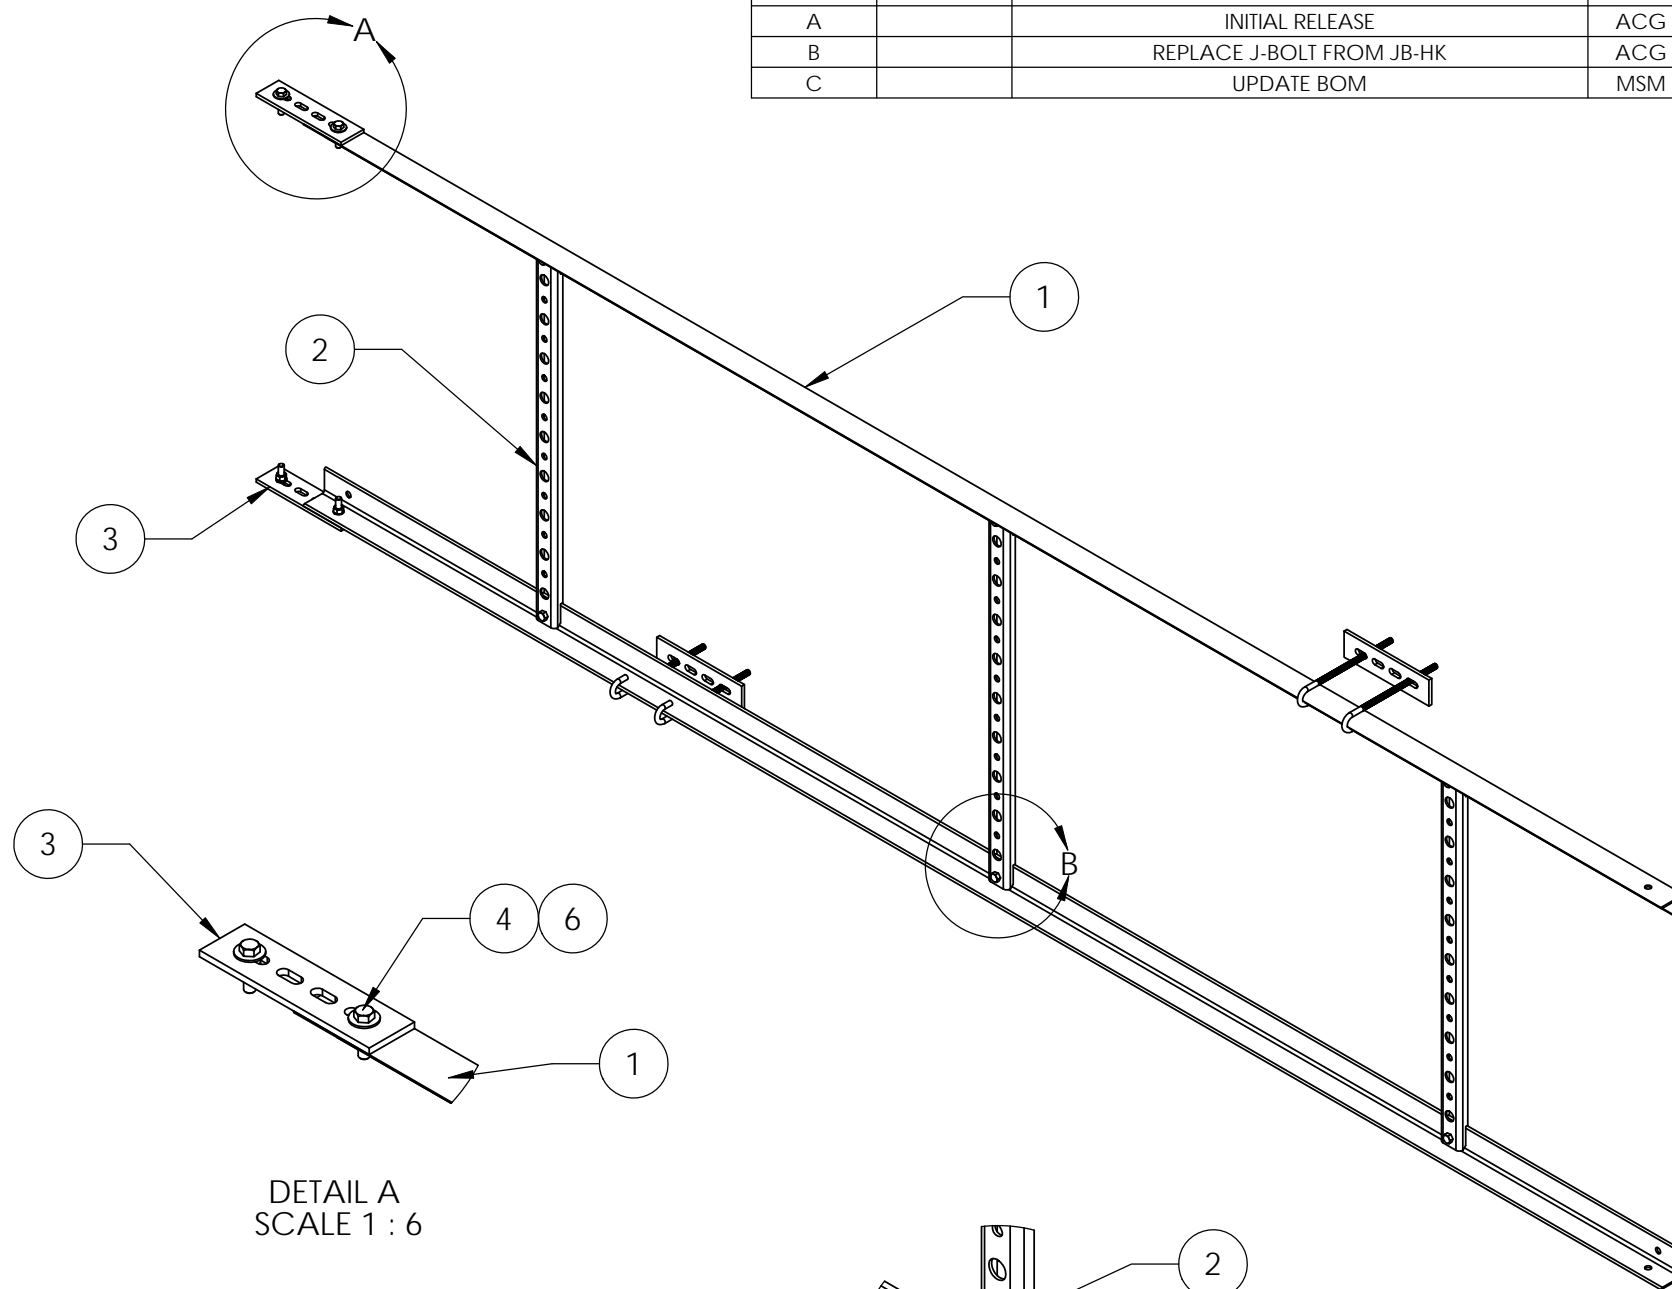 A INITIAL RELEASE ACG
B REPLACE J-BOLT FROM JB-HK ACG
C UPDATE BOM MSM
A
1
2
3
B
3
4 6
1
DETAIL A
SCALE 1 : 6
2